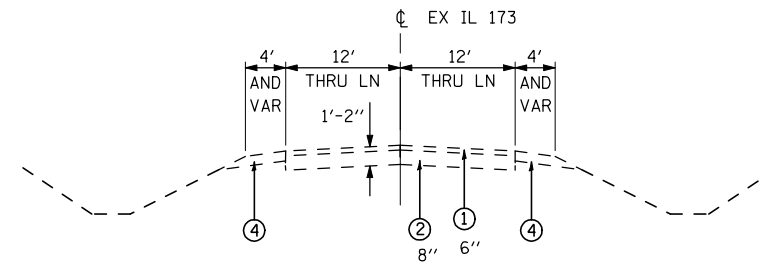 ℄ EX IL 173
4' 12' 12' 4'
AND THRU LN THRU LN AND
VAR VAR
1'-2''
4 2 1 4
8'' 6''